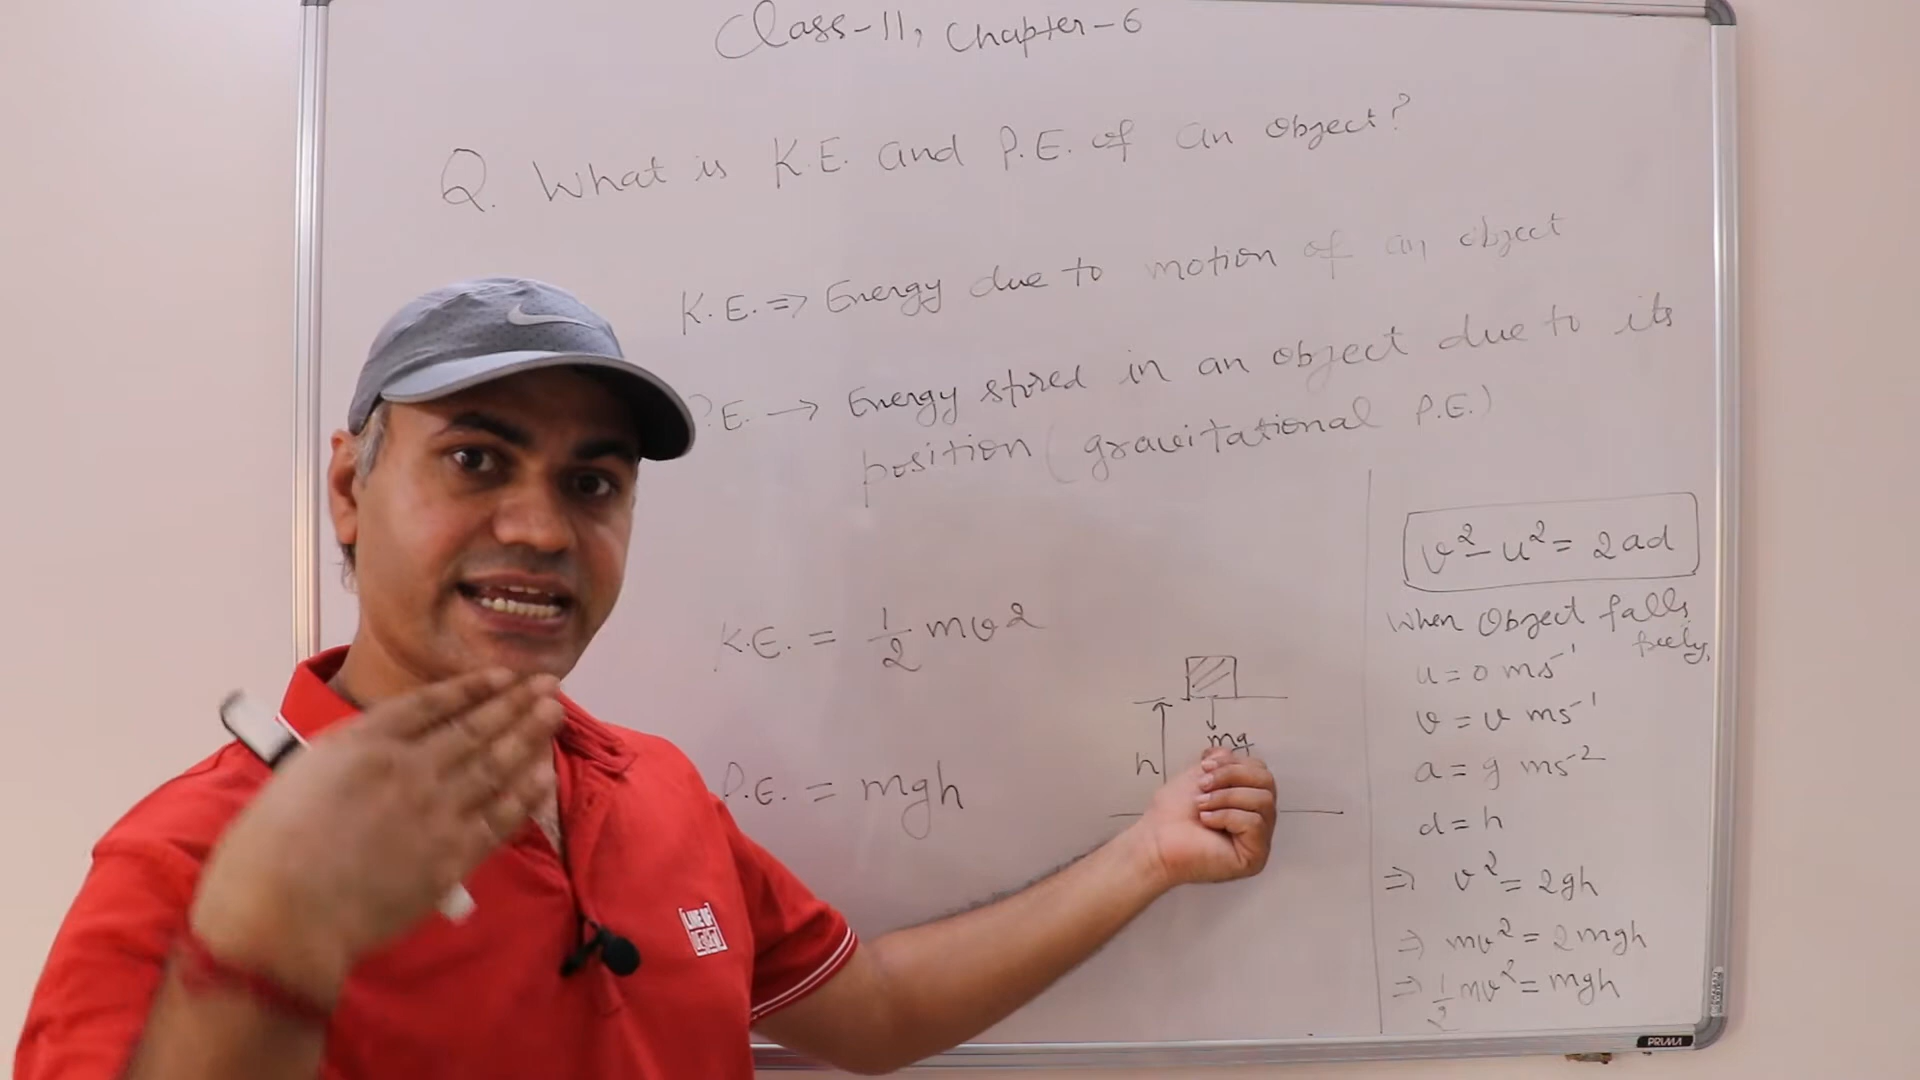 Class-11, Chapter-6
Q. What is K.E. and P.E. of an object?
K.E. => Energy due to motion of an object
P.E. → Energy stored in an object due to its
position (gravitational P.E.)
K.E. = 1/2 mv²
P.E. = mgh
h
mg
v² - u² = 2ad
When Object falls
freely,
u = 0 ms⁻¹
v = v ms⁻¹
a = g ms⁻²
d = h
=> v² = 2gh
=> mv² = 2mgh
=> 1/2 mv² = mgh
PRIMA
LINE OF